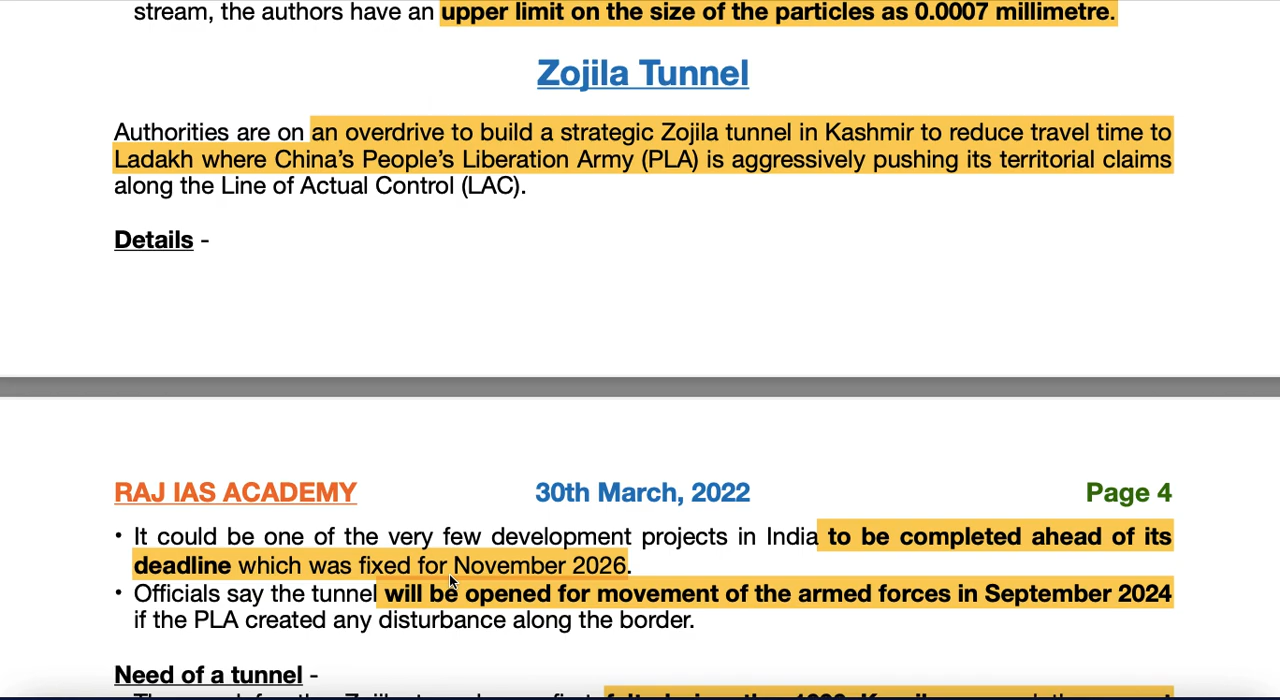 stream, the authors have an upper limit on the size of the particles as 0.0007 millimetre.
Zojila Tunnel
Authorities are on an overdrive to build a strategic Zojila tunnel in Kashmir to reduce travel time to
Ladakh where China's People's Liberation Army (PLA) is aggressively pushing its territorial claims
along the Line of Actual Control (LAC).
Details -
RAJ IAS ACADEMY 30th March, 2022 Page 4
• It could be one of the very few development projects in India to be completed ahead of its
deadline which was fixed for November 2026.
• Officials say the tunnel will be opened for movement of the armed forces in September 2024
if the PLA created any disturbance along the border.
Need of a tunnel -